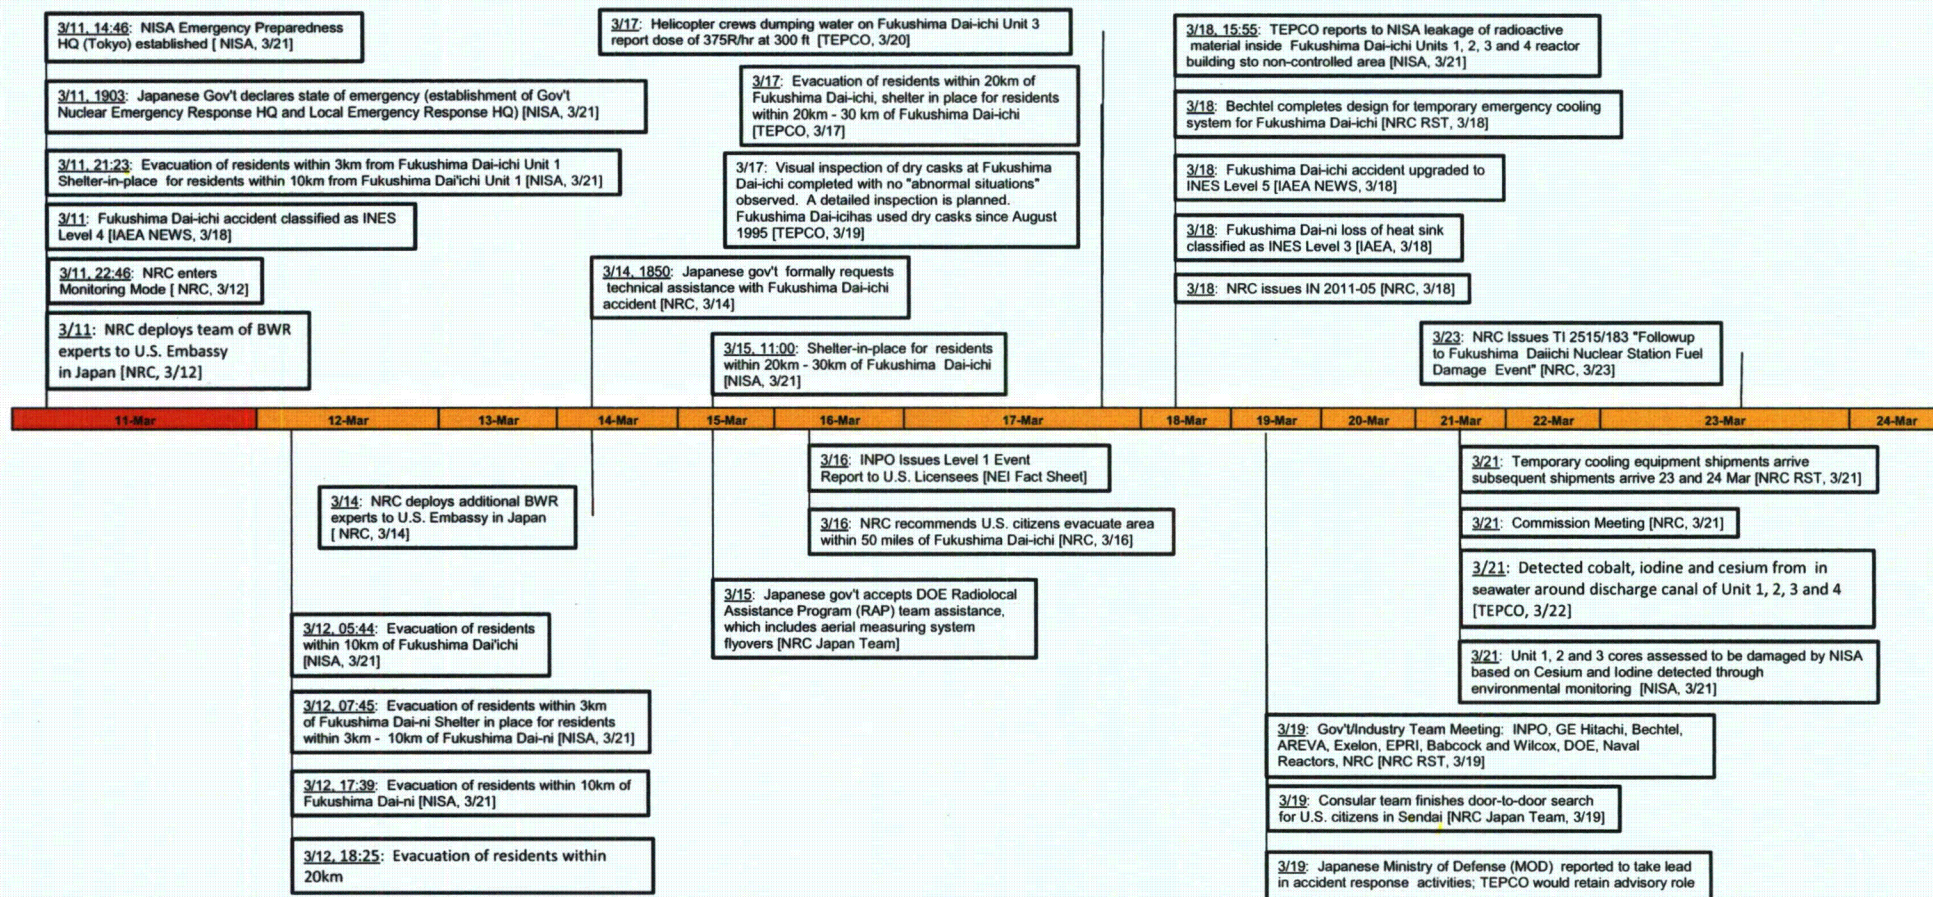 3/11, 14:46: NISA Emergency Preparedness
HQ (Tokyo) established [ NISA, 3/21]
3/11, 1903: Japanese Gov't declares state of emergency (establishment of Gov't
Nuclear Emergency Response HQ and Local Emergency Response HQ) [NISA, 3/21]
3/11, 21:23: Evacuation of residents within 3km from Fukushima Dai-ichi Unit 1
Shelter-in-place for residents within 10km from Fukushima Dai'ichi Unit 1 [NISA, 3/21]
3/11: Fukushima Dai-ichi accident classified as INES
Level 4 [IAEA NEWS, 3/18]
3/11, 22:46: NRC enters
Monitoring Mode [ NRC, 3/12]
3/11: NRC deploys team of BWR
experts to U.S. Embassy
in Japan [NRC, 3/12]
3/17: Helicopter crews dumping water on Fukushima Dai-ichi Unit 3
report dose of 375R/hr at 300 ft [TEPCO, 3/20]
3/17: Evacuation of residents within 20km of
Fukushima Dai-ichi, shelter in place for residents
within 20km - 30 km of Fukushima Dai-ichi
[TEPCO, 3/17]
3/17: Visual inspection of dry casks at Fukushima
Dai-ichi completed with no "abnormal situations"
observed. A detailed inspection is planned.
Fukushima Dai-icihas used dry casks since August
1995 [TEPCO, 3/19]
3/14, 1850: Japanese gov't formally requests
technical assistance with Fukushima Dai-ichi
accident [NRC, 3/14]
3/15, 11:00: Shelter-in-place for residents
within 20km - 30km of Fukushima Dai-ichi
[NISA, 3/21]
3/18, 15:55: TEPCO reports to NISA leakage of radioactive
material inside Fukushima Dai-ichi Units 1, 2, 3 and 4 reactor
building sto non-controlled area [NISA, 3/21]
3/18: Bechtel completes design for temporary emergency cooling
system for Fukushima Dai-ichi [NRC RST, 3/18]
3/18: Fukushima Dai-ichi accident upgraded to
INES Level 5 [IAEA NEWS, 3/18]
3/18: Fukushima Dai-ni loss of heat sink
classified as INES Level 3 [IAEA, 3/18]
3/18: NRC issues IN 2011-05 [NRC, 3/18]
3/23: NRC Issues TI 2515/183 "Followup
to Fukushima Daiichi Nuclear Station Fuel
Damage Event" [NRC, 3/23]
11-Mar 12-Mar 13-Mar 14-Mar 15-Mar 16-Mar 17-Mar 18-Mar 19-Mar 20-Mar 21-Mar 22-Mar 23-Mar 24-Mar
3/14: NRC deploys additional BWR
experts to U.S. Embassy in Japan
[ NRC, 3/14]
3/12, 05:44: Evacuation of residents
within 10km of Fukushima Dai'ichi
[NISA, 3/21]
3/12, 07:45: Evacuation of residents within 3km
of Fukushima Dai-ni Shelter in place for residents
within 3km - 10km of Fukushima Dai-ni [NISA, 3/21]
3/12, 17:39: Evacuation of residents within 10km of
Fukushima Dai-ni [NISA, 3/21]
3/12, 18:25: Evacuation of residents within
20km
3/16: INPO Issues Level 1 Event
Report to U.S. Licensees [NEI Fact Sheet]
3/16: NRC recommends U.S. citizens evacuate area
within 50 miles of Fukushima Dai-ichi [NRC, 3/16]
3/15: Japanese gov't accepts DOE Radiolocal
Assistance Program (RAP) team assistance,
which includes aerial measuring system
flyovers [NRC Japan Team]
3/21: Temporary cooling equipment shipments arrive
subsequent shipments arrive 23 and 24 Mar [NRC RST, 3/21]
3/21: Commission Meeting [NRC, 3/21]
3/21: Detected cobalt, iodine and cesium from in
seawater around discharge canal of Unit 1, 2, 3 and 4
[TEPCO, 3/22]
3/21: Unit 1, 2 and 3 cores assessed to be damaged by NISA
based on Cesium and Iodine detected through
environmental monitoring [NISA, 3/21]
3/19: Gov't/Industry Team Meeting: INPO, GE Hitachi, Bechtel,
AREVA, Exelon, EPRI, Babcock and Wilcox, DOE, Naval
Reactors, NRC [NRC RST, 3/19]
3/19: Consular team finishes door-to-door search
for U.S. citizens in Sendai [NRC Japan Team, 3/19]
3/19: Japanese Ministry of Defense (MOD) reported to take lead
in accident response activities; TEPCO would retain advisory role